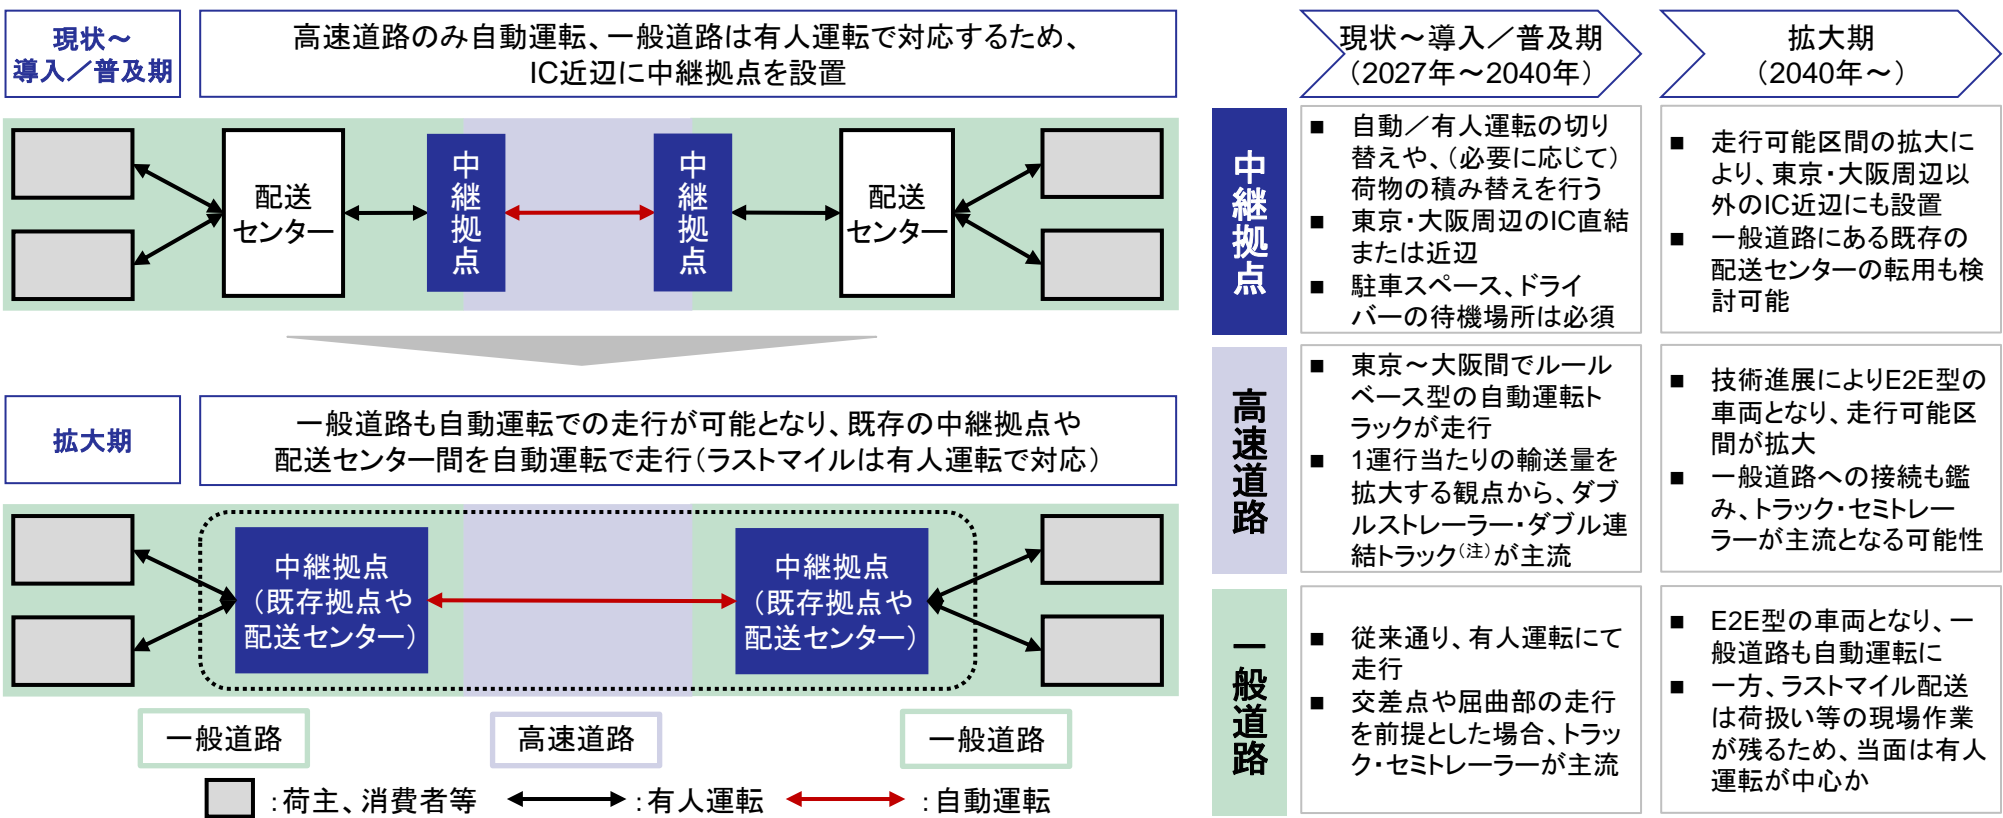 現状～
導入／普及期
高速道路のみ自動運転、一般道路は有人運転で対応するため、
IC近辺に中継拠点を設置
配送
センター
中継拠点
中継拠点
配送
センター
拡大期
一般道路も自動運転での走行が可能となり、既存の中継拠点や
配送センター間を自動運転で走行（ラストマイルは有人運転で対応）
中継拠点
（既存拠点や
配送センター）
中継拠点
（既存拠点や
配送センター）
一般道路
高速道路
一般道路
：荷主、消費者等
：有人運転
：自動運転
現状～導入／普及期
（2027年～2040年）
拡大期
（2040年～）
中継拠点
■ 自動／有人運転の切り
替えや、（必要に応じて）
荷物の積み替えを行う
■ 東京・大阪周辺のIC直結
または近辺
■ 駐車スペース、ドライ
バーの待機場所は必須
■ 走行可能区間の拡大に
より、東京・大阪周辺以
外のIC近辺にも設置
■ 一般道路にある既存の
配送センターの転用も検
討可能
高速道路
■ 東京～大阪間でルール
ベース型の自動運転ト
ラックが走行
■ 1運行当たりの輸送量を
拡大する観点から、ダブ
ルストレーラー・ダブル連
結トラック（注）が主流
■ 技術進展によりE2E型の
車両となり、走行可能区
間が拡大
■ 一般道路への接続も鑑
み、トラック・セミトレー
ラーが主流となる可能性
一般道路
■ 従来通り、有人運転にて
走行
■ 交差点や屈曲部の走行
を前提とした場合、トラッ
ク・セミトレーラーが主流
■ E2E型の車両となり、一
般道路も自動運転に
■ 一方、ラストマイル配送
は荷扱い等の現場作業
が残るため、当面は有人
運転が中心か